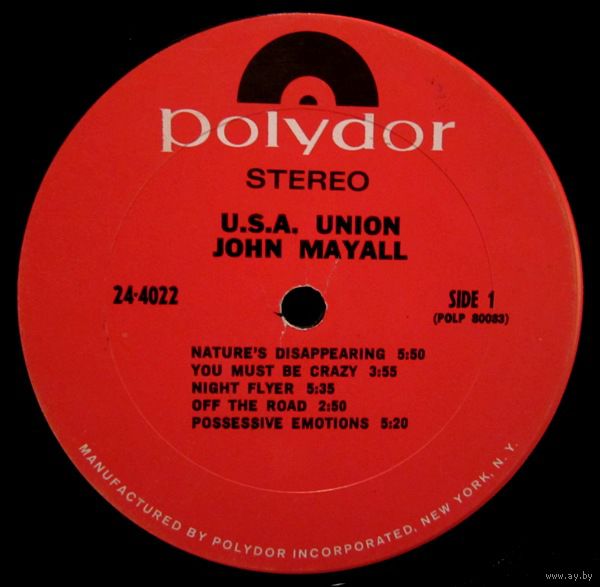 polydor
STEREO
U.S.A. UNION
JOHN MAYALL
24-4022
SIDE 1
(POLP 80083)
NATURE'S DISAPPEARING 5:50
YOU MUST BE CRAZY 3:55
NIGHT FLYER 5:35
OFF THE ROAD 2:50
POSSESSIVE EMOTIONS 5:20
MANUFACTURED BY POLYDOR INCORPORATED, NEW YORK, N.Y.
www.ay.by